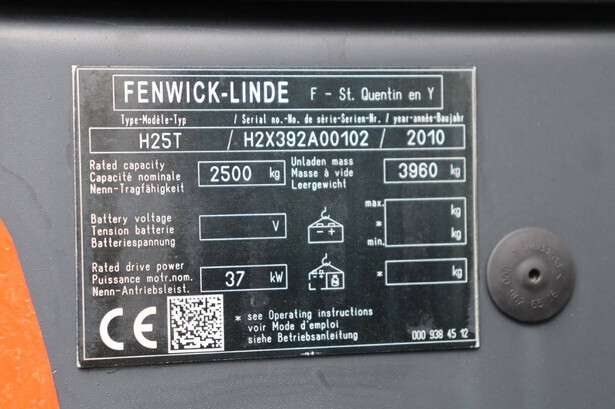 FENWICK-LINDE F - St. Quentin en Y
Type-Modèle-Typ / Serial no.-No. de série-Serien-Nr. / year-année-Baujahr
H25T / H2X392A00102 / 2010
Rated capacity
Capacité nominale
Nenn-Tragfähigkeit
2500 kg
Unladen mass
Masse à vide
Leergewicht
3960 kg
Battery voltage
Tension batterie
Batteriespannung
V
- +
max.
*
min.
kg
kg
Rated drive power
Puissance motr.nom.
Nenn-Antriebsleist.
37 kW
* kg
CE
* see Operating instructions
voir Mode d'emploi
siehe Betriebsanleitung
000 938 45 12